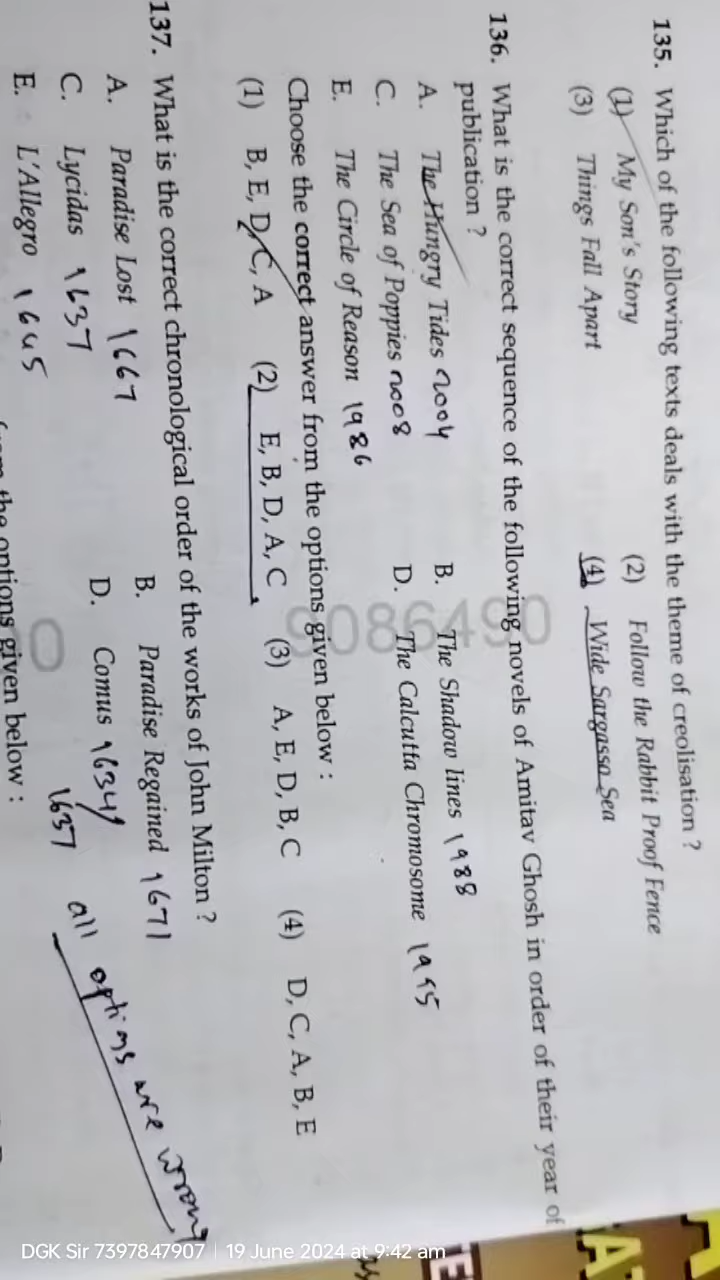 135. Which of the following texts deals with the theme of creolisation ?
(1) My Son's Story (2) Follow the Rabbit Proof Fence
(3) Things Fall Apart (4) Wide Sargasso Sea
136. What is the correct sequence of the following novels of Amitav Ghosh in order of their year of
publication ?
A. The Hungry Tides 2004 B. The Shadow lines 1988
C. The Sea of Poppies 2008 D. The Calcutta Chromosome 1995
E. The Circle of Reason 1986
Choose the correct answer from the options given below :
(1) B, E, D, C, A (2) E, B, D, A, C (3) A, E, D, B, C (4) D, C, A, B, E
137. What is the correct chronological order of the works of John Milton ?
A. Paradise Lost 1667 B. Paradise Regained 1671
C. Lycidas 1637 D. Comus 1634
1637
E. L'Allegro 1645
all options are wrong
the options given below :
9086490
DGK Sir 7397847907 | 19 June 2024 at 9:42 am